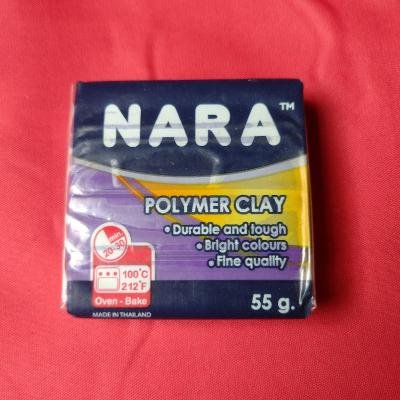 NARA™
POLYMER CLAY
• Durable and tough
• Bright colours
• Fine quality
min.
20-30
100°C
212°F
Oven - Bake
55 g.
MADE IN THAILAND